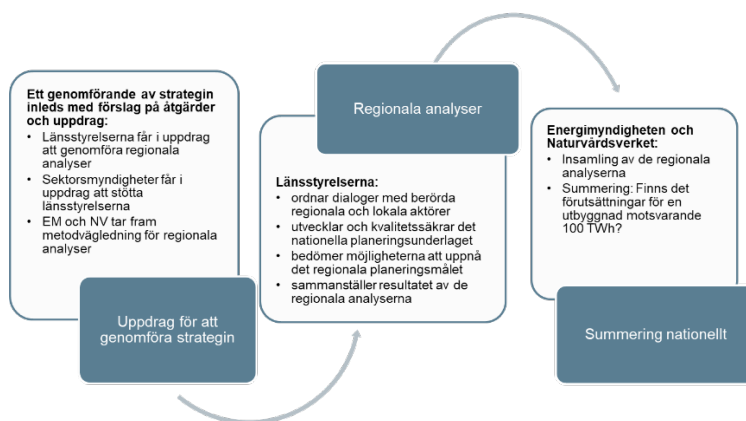 Ett genomförande av strategin
inleds med förslag på åtgärder
och uppdrag:
• Länsstyrelserna får i uppdrag
att genomföra regionala
analyser
• Sektorsmyndigheter får i
uppdrag att stötta
länsstyrelserna
• EM och NV tar fram
metodvägledning för regionala
analyser
Uppdrag för att
genomföra strategin
Regionala analyser
Länsstyrelserna:
• ordnar dialoger med berörda
regionala och lokala aktörer
• utvecklar och kvalitetssäkrar det
nationella planeringsunderlaget
• bedömer möjligheterna att uppnå
det regionala planeringsmålet
• sammanställer resultatet av de
regionala analyserna
Energimyndigheten och
Naturvårdsverket:
• Insamling av de regionala
analyserna
• Summering: Finns det
förutsättningar för en
utbyggnad motsvarande
100 TWh?
Summering nationellt